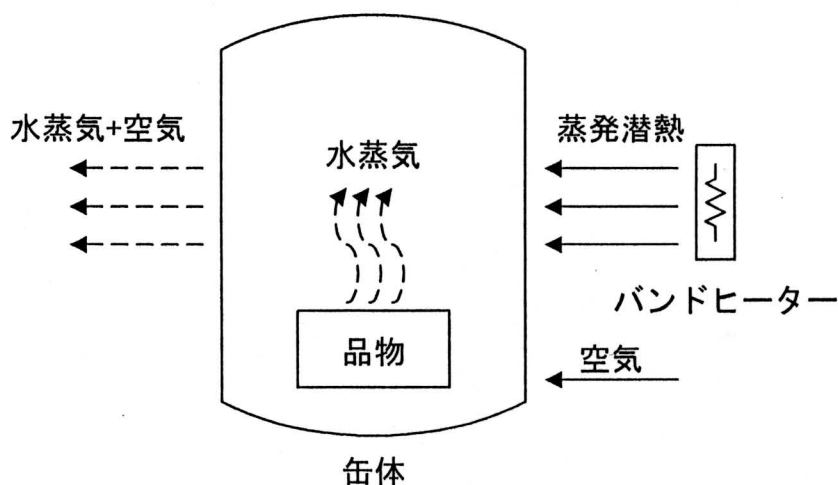 水蒸気+空気
水蒸気
蒸発潜熱
バンドヒーター
品物
空気
缶体